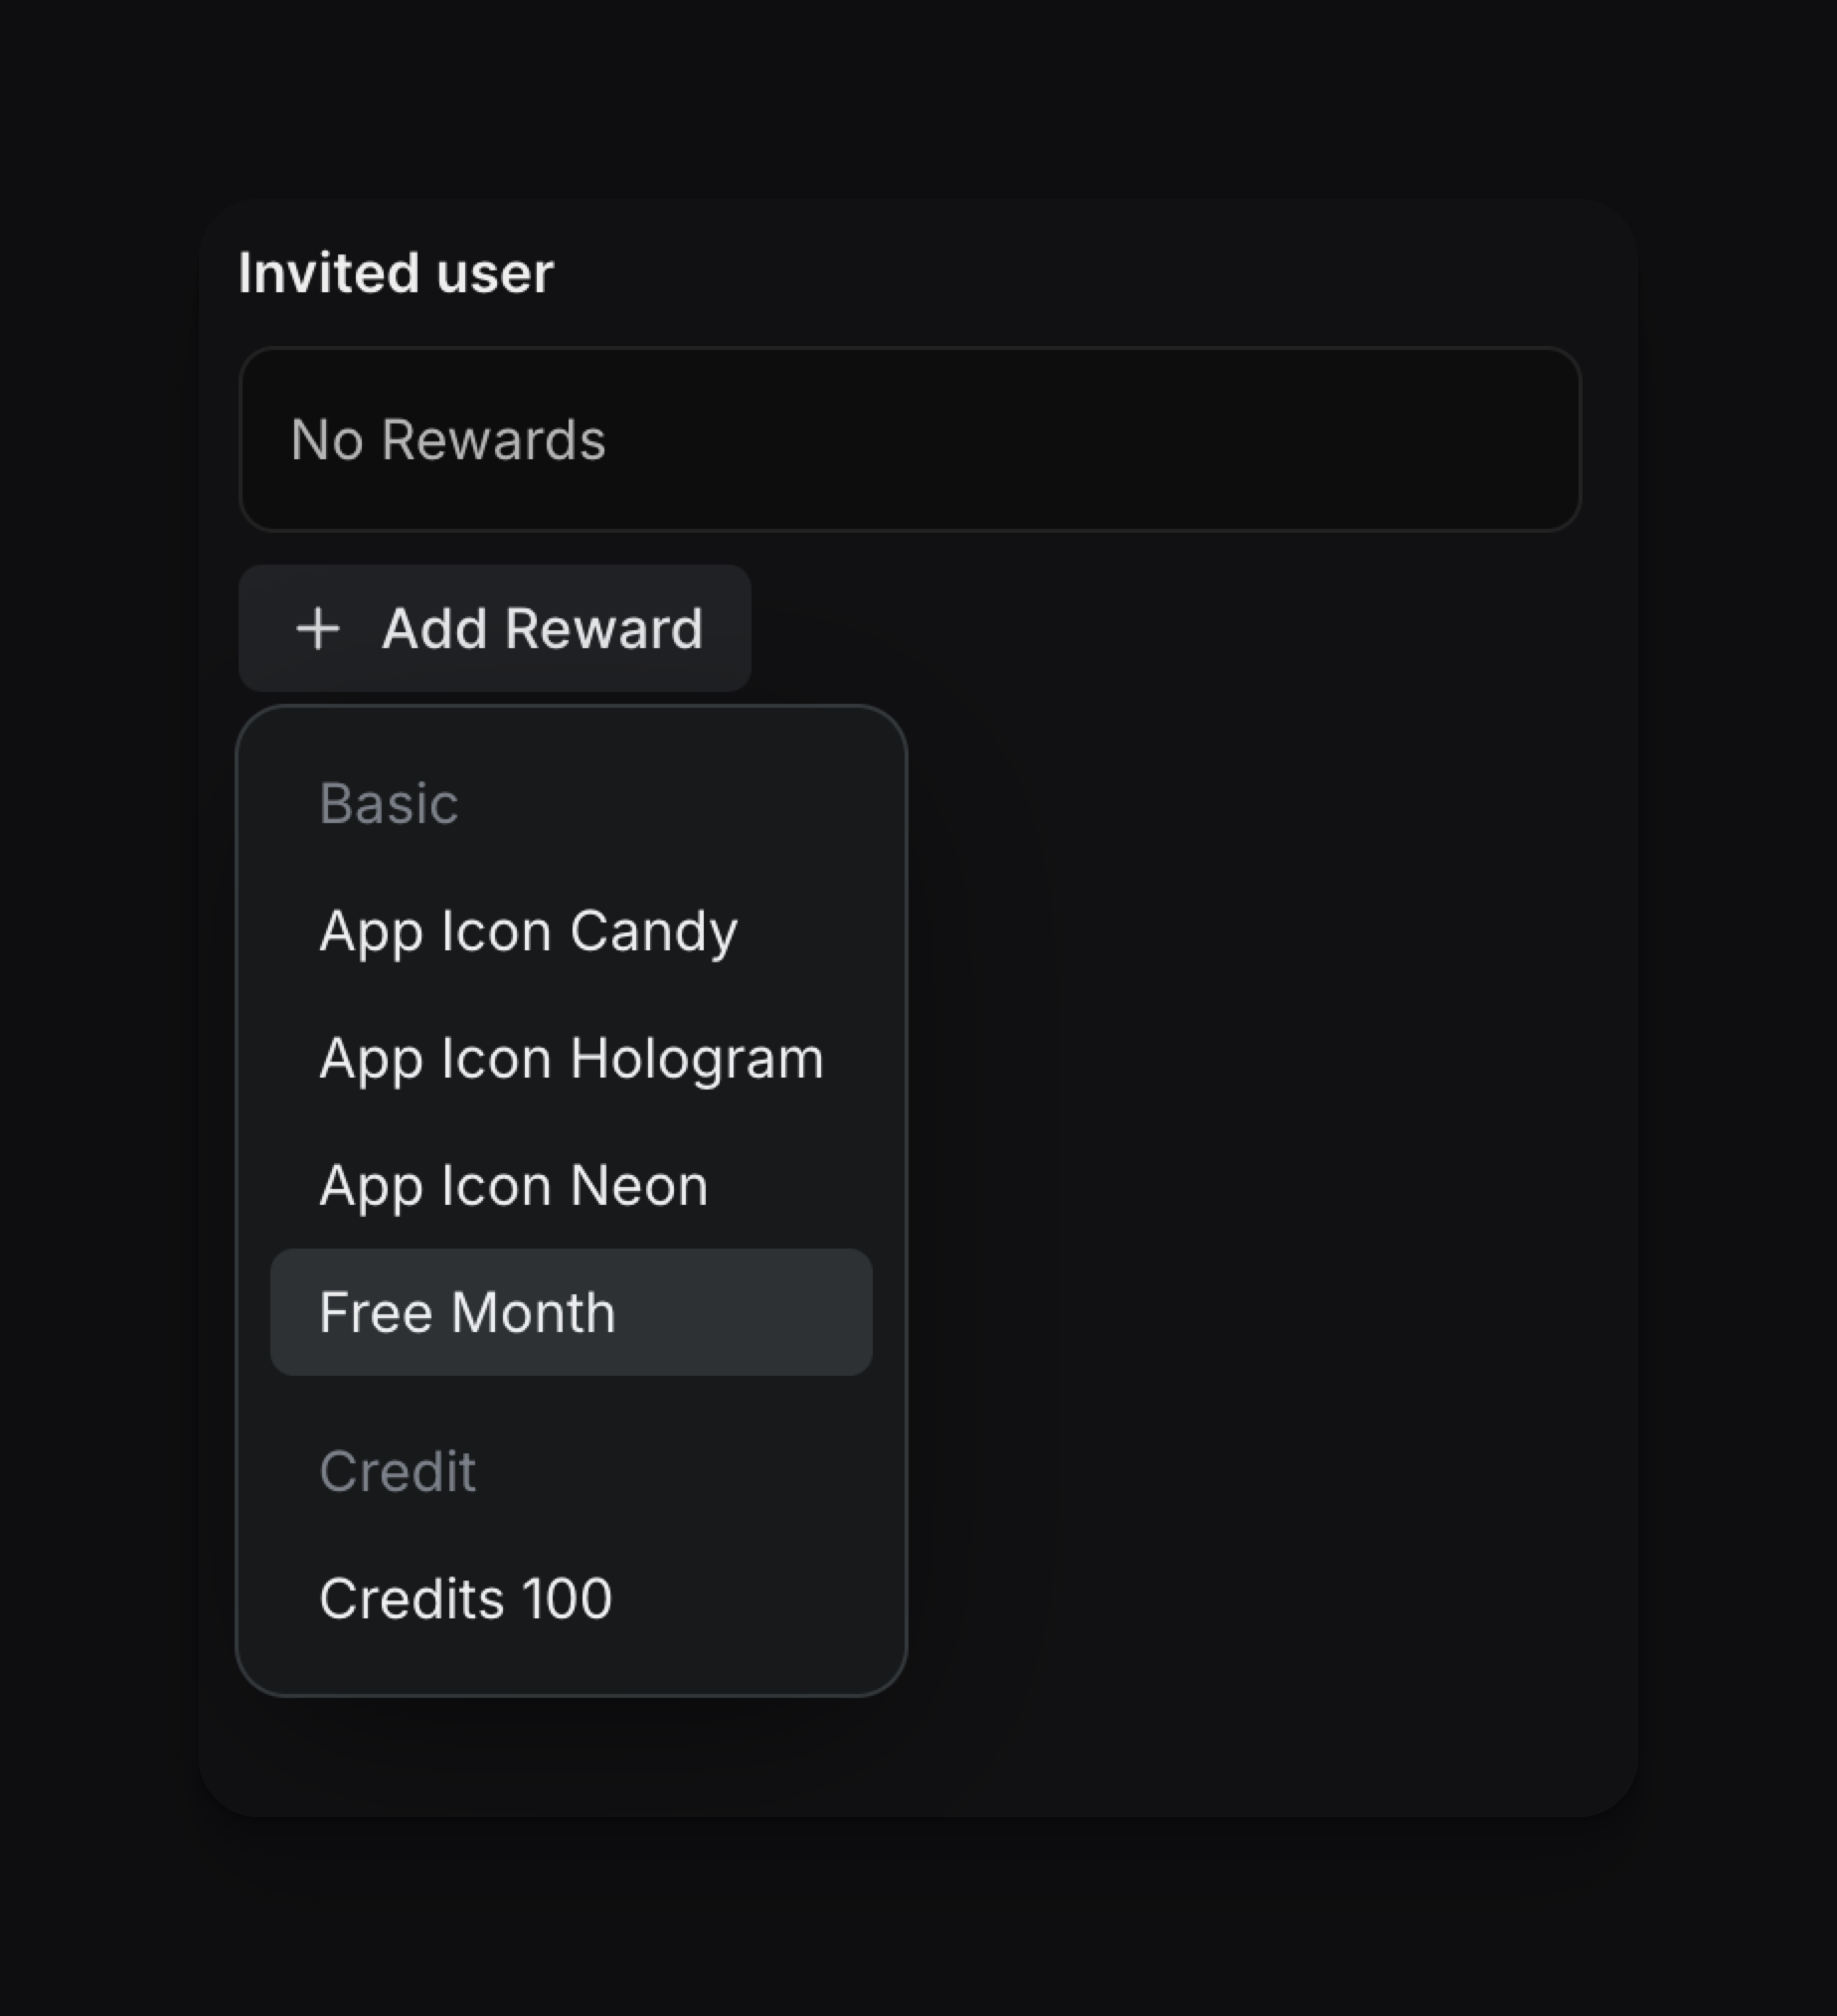 Invited user
No Rewards
Add Reward
Basic
App Icon Candy
App Icon Hologram
App Icon Neon
Free Month
Credit
Credits 100